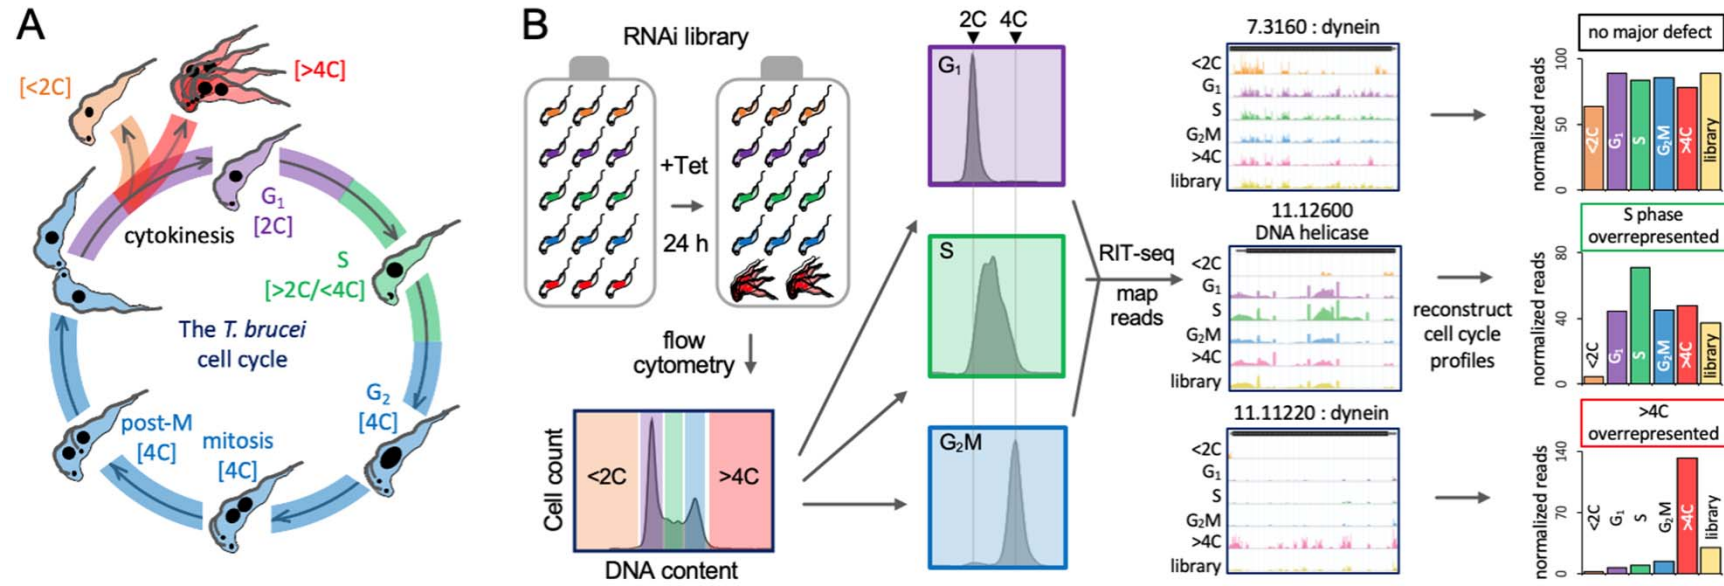 A
[<2C]
[>4C]
G1
[2C]
cytokinesis
S
[>2C/<4C]
The T. brucei
cell cycle
G2
[4C]
post-M
[4C]
mitosis
[4C]
B
RNAi library
+Tet
24 h
flow
cytometry
Cell count
<2C
>4C
DNA content
2C 4C
G1
S
G2M
RIT-seq
map
reads
7.3160 : dynein
<2C
G1
S
G2M
>4C
library
11.12600
DNA helicase
<2C
G1
S
G2M
>4C
library
11.11220 : dynein
<2C
G1
S
G2M
>4C
library
reconstruct
cell cycle
profiles
no major defect
normalized reads
100
50
0
<2C
G1
S
G2M
>4C
library
S phase
overrepresented
normalized reads
80
40
0
<2C
G1
S
G2M
>4C
library
>4C
overrepresented
normalized reads
140
70
0
<2C
G1
S
G2M
>4C
library